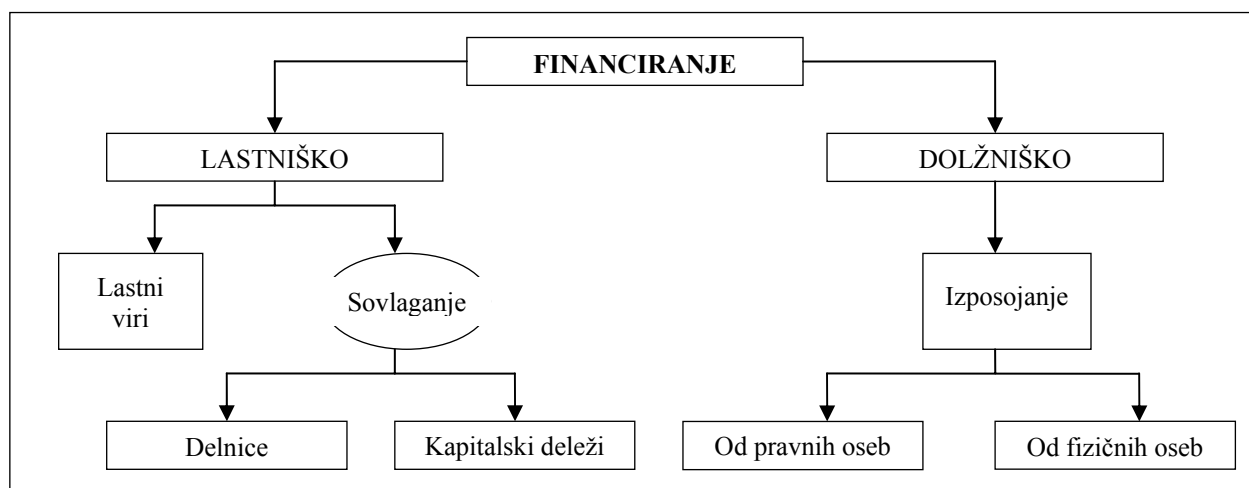 FINANCIRANJE
LASTNIŠKO
DOLŽNIŠKO
Lastni
viri
Sovlaganje
Izposojanje
Delnice
Kapitalski deleži
Od pravnih oseb
Od fizičnih oseb